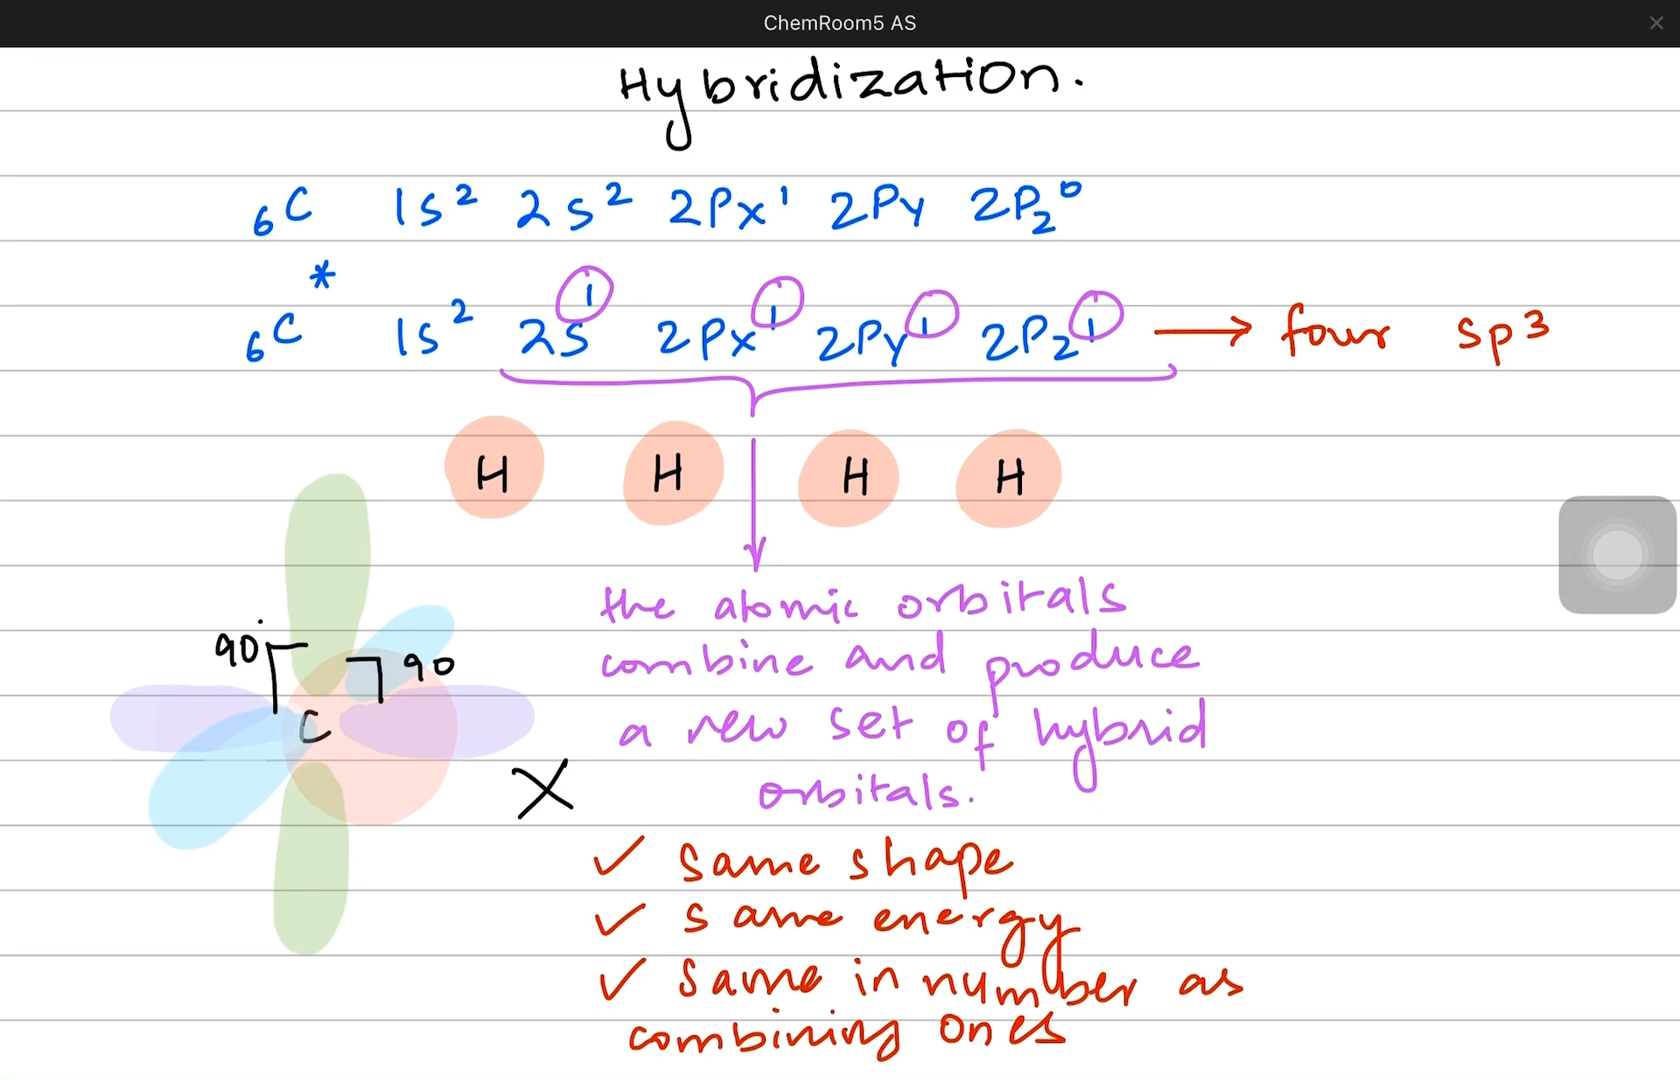 ChemRoom5 AS
Hybridization.
₆C 1s² 2s² 2Px¹ 2Py 2Pz⁰
₆C* 1s² 2s¹ 2Px¹ 2Py¹ 2Pz¹ → four sp3
H H H H
the atomic orbitals
90° 90 combine and produce
C a new set of hybrid
X orbitals.
✓ same shape
✓ same energy
✓ same in number as
combining ones